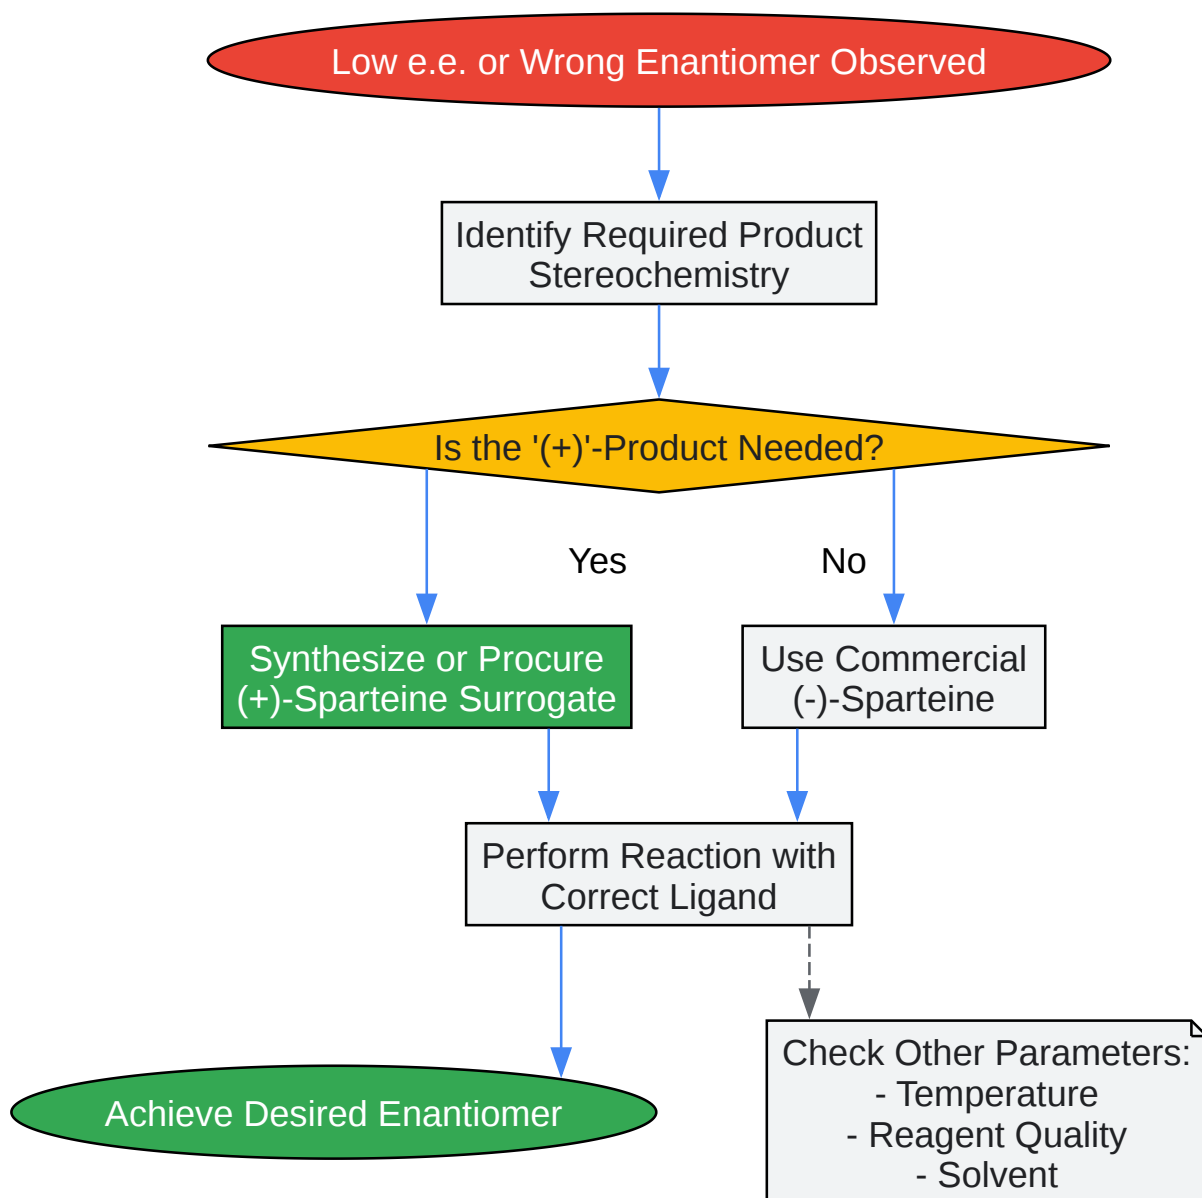 Low e.e. or Wrong Enantiomer Observed
Identify Required Product
Stereochemistry
Is the '(+)'-Product Needed?
Yes
No
Synthesize or Procure
(+)-Sparteine Surrogate
Use Commercial
(-)-Sparteine
Perform Reaction with
Correct Ligand
Achieve Desired Enantiomer
Check Other Parameters:
- Temperature
- Reagent Quality
- Solvent